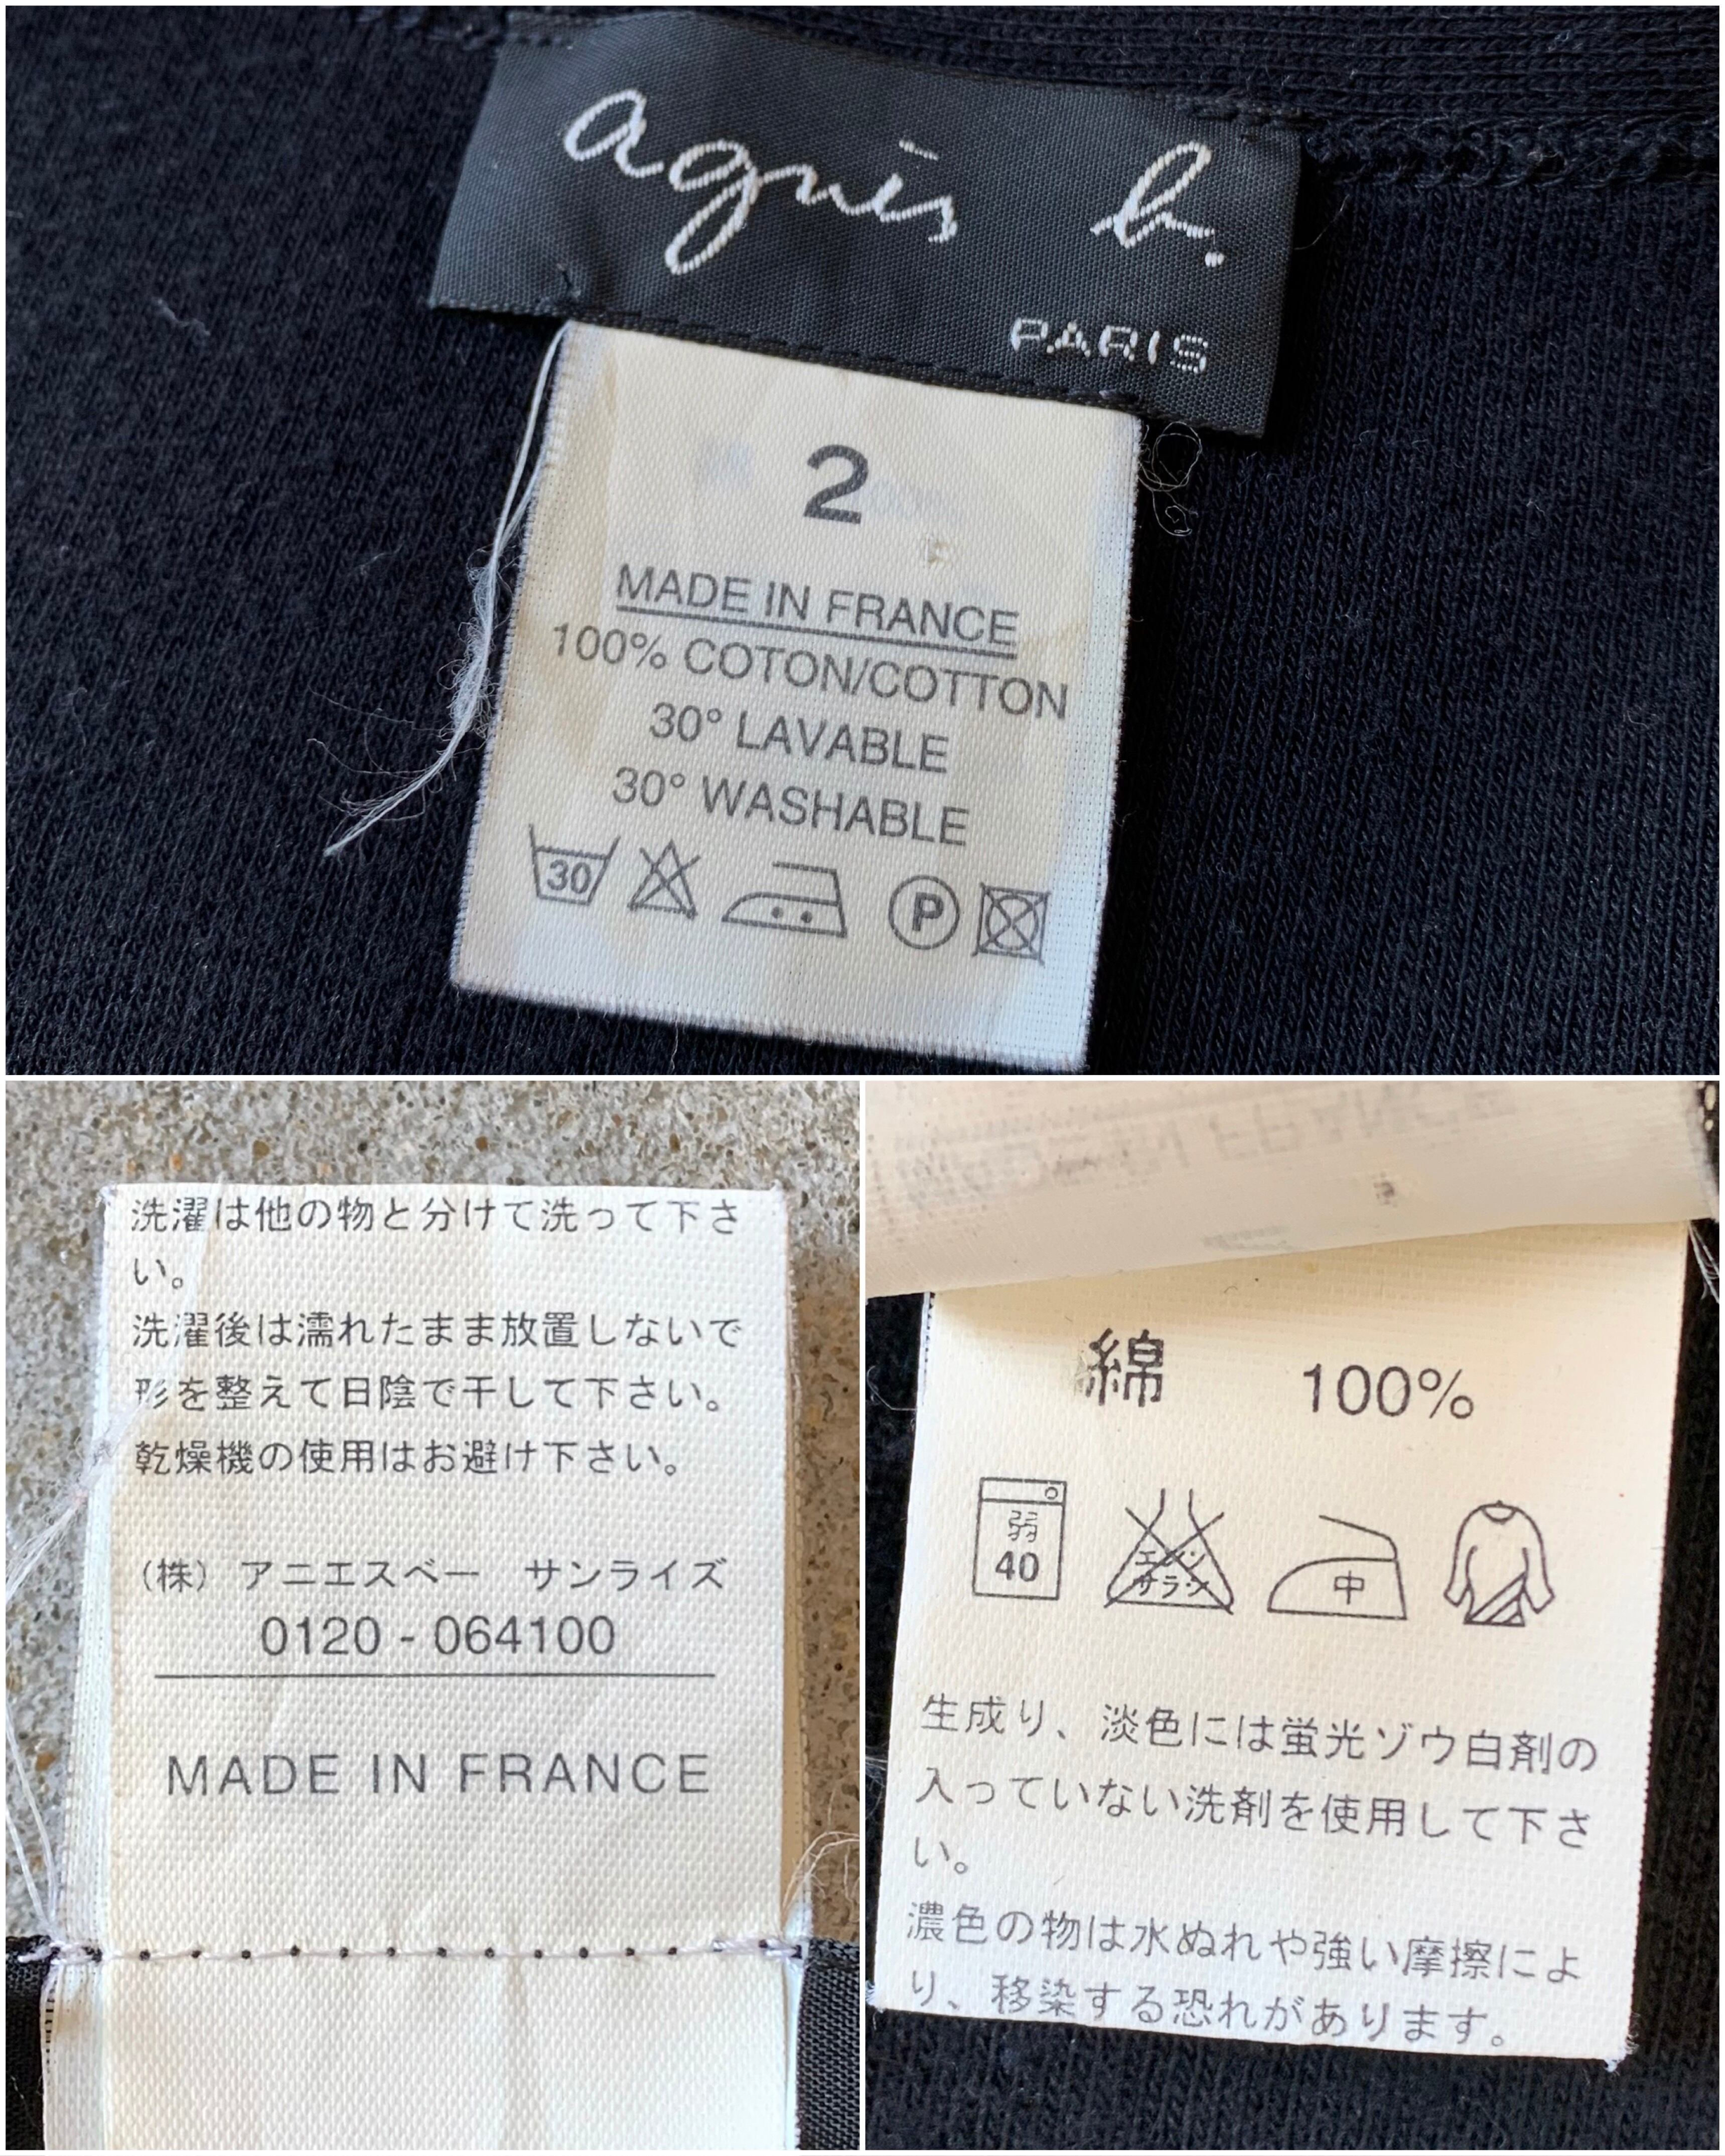 agnès b.
PARIS
2
MADE IN FRANCE
100% COTON/COTTON
30° LAVABLE
30° WASHABLE
30
P
洗濯は他の物と分けて洗って下さ
い。
洗濯後は濡れたまま放置しないで
形を整えて日陰で干して下さい。
乾燥機の使用はお避け下さい。
(株) アニエスベー サンライズ
0120 - 064100
MADE IN FRANCE
綿 100%
弱
40
エンソ
サラシ
中
生成り、淡色には蛍光ゾウ白剤の
入っていない洗剤を使用して下さ
い。
濃色の物は水ぬれや強い摩擦によ
り、移染する恐れがあります。